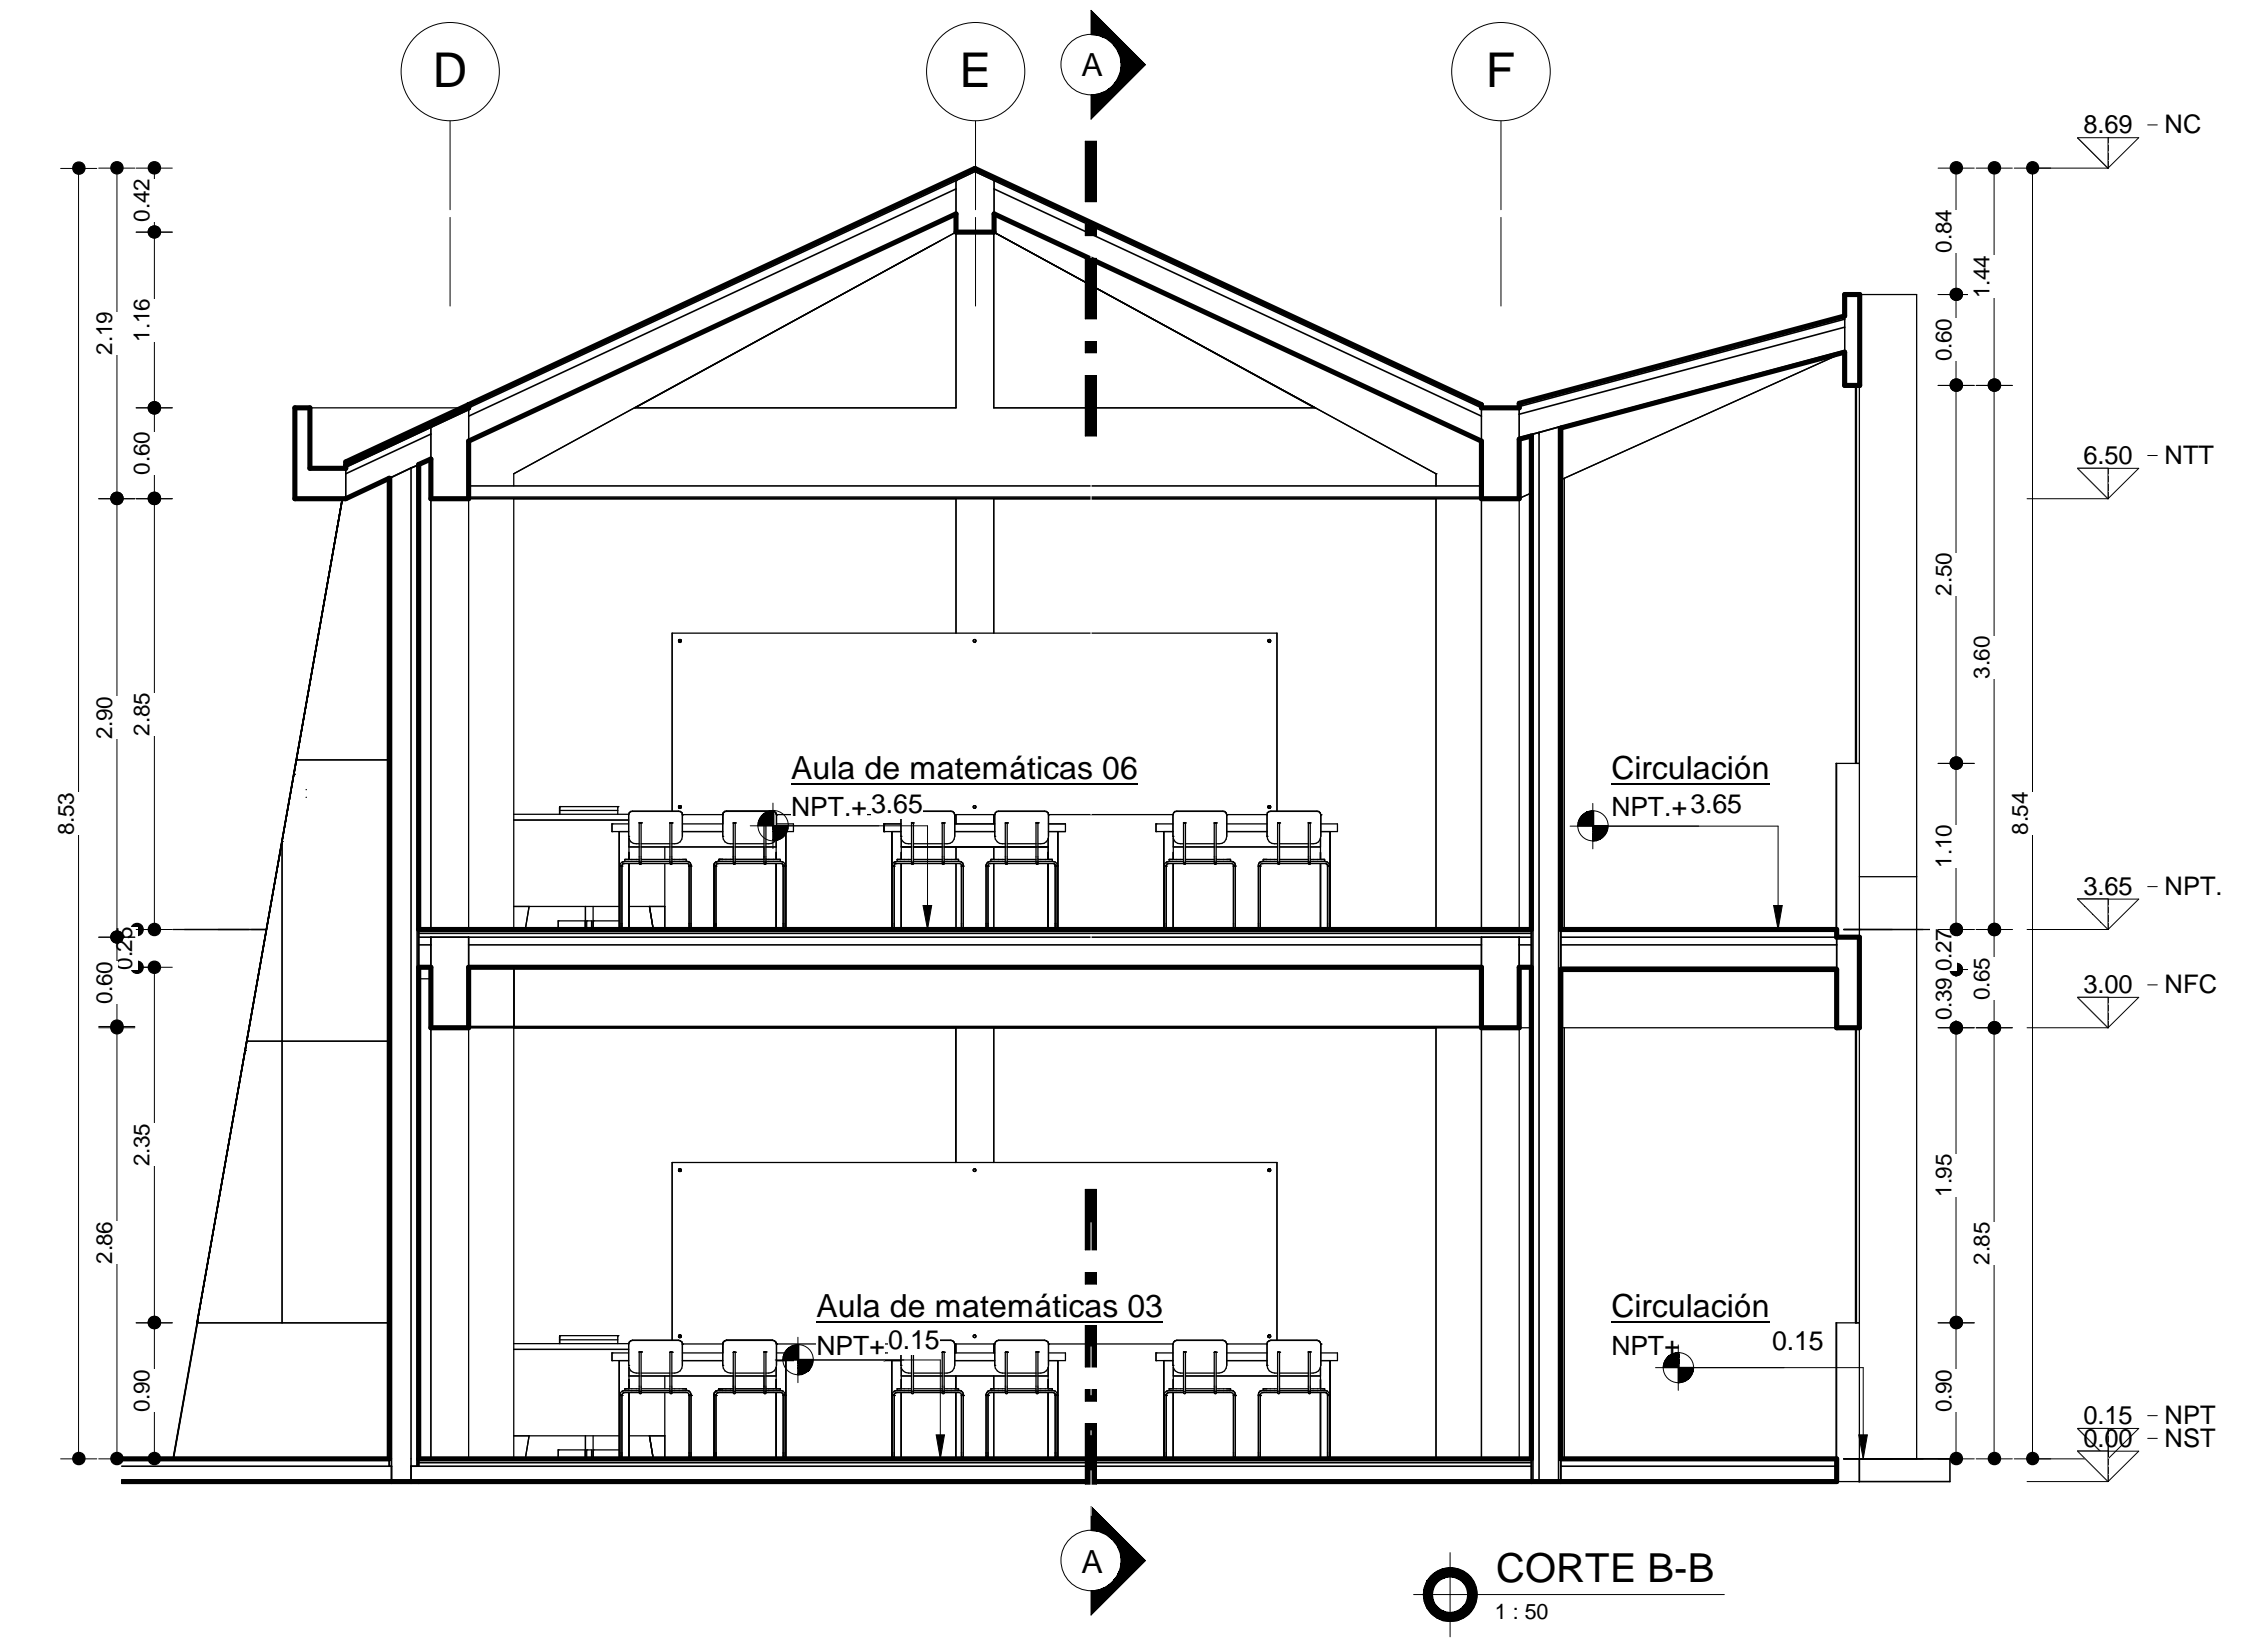 D
E
A
F
8.69 – NC
0.42
0.84
1.44
2.19
1.16
0.60
0.60
6.50 – NTT
2.50
3.60
2.90
2.85
Aula de matemáticas 06
NPT.+ 3.65
Circulación
NPT.+ 3.65
8.53
8.54
1.10
3.65 – NPT.
0.25
0.27
0.60
0.39
0.65
3.00 – NFC
2.35
1.95
2.86
2.85
Aula de matemáticas 03
NPT+ 0.15
Circulación
NPT+ 0.15
0.90
0.90
0.15 – NPT
0.00 – NST
A
CORTE B-B
1 : 50